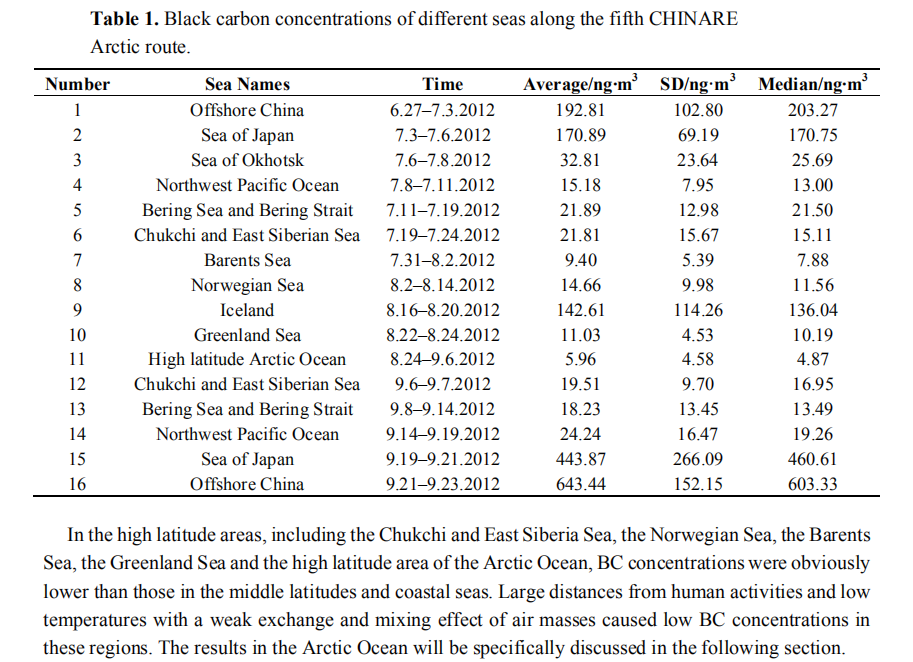 Table 1. Black carbon concentrations of different seas along the fifth CHINARE
Arctic route.
Number Sea Names Time Average/ng·m³ SD/ng·m³ Median/ng·m³
1 Offshore China 6.27–7.3.2012 192.81 102.80 203.27
2 Sea of Japan 7.3–7.6.2012 170.89 69.19 170.75
3 Sea of Okhotsk 7.6–7.8.2012 32.81 23.64 25.69
4 Northwest Pacific Ocean 7.8–7.11.2012 15.18 7.95 13.00
5 Bering Sea and Bering Strait 7.11–7.19.2012 21.89 12.98 21.50
6 Chukchi and East Siberian Sea 7.19–7.24.2012 21.81 15.67 15.11
7 Barents Sea 7.31–8.2.2012 9.40 5.39 7.88
8 Norwegian Sea 8.2–8.14.2012 14.66 9.98 11.56
9 Iceland 8.16–8.20.2012 142.61 114.26 136.04
10 Greenland Sea 8.22–8.24.2012 11.03 4.53 10.19
11 High latitude Arctic Ocean 8.24–9.6.2012 5.96 4.58 4.87
12 Chukchi and East Siberian Sea 9.6–9.7.2012 19.51 9.70 16.95
13 Bering Sea and Bering Strait 9.8–9.14.2012 18.23 13.45 13.49
14 Northwest Pacific Ocean 9.14–9.19.2012 24.24 16.47 19.26
15 Sea of Japan 9.19–9.21.2012 443.87 266.09 460.61
16 Offshore China 9.21–9.23.2012 643.44 152.15 603.33
In the high latitude areas, including the Chukchi and East Siberia Sea, the Norwegian Sea, the Barents
Sea, the Greenland Sea and the high latitude area of the Arctic Ocean, BC concentrations were obviously
lower than those in the middle latitudes and coastal seas. Large distances from human activities and low
temperatures with a weak exchange and mixing effect of air masses caused low BC concentrations in
these regions. The results in the Arctic Ocean will be specifically discussed in the following section.